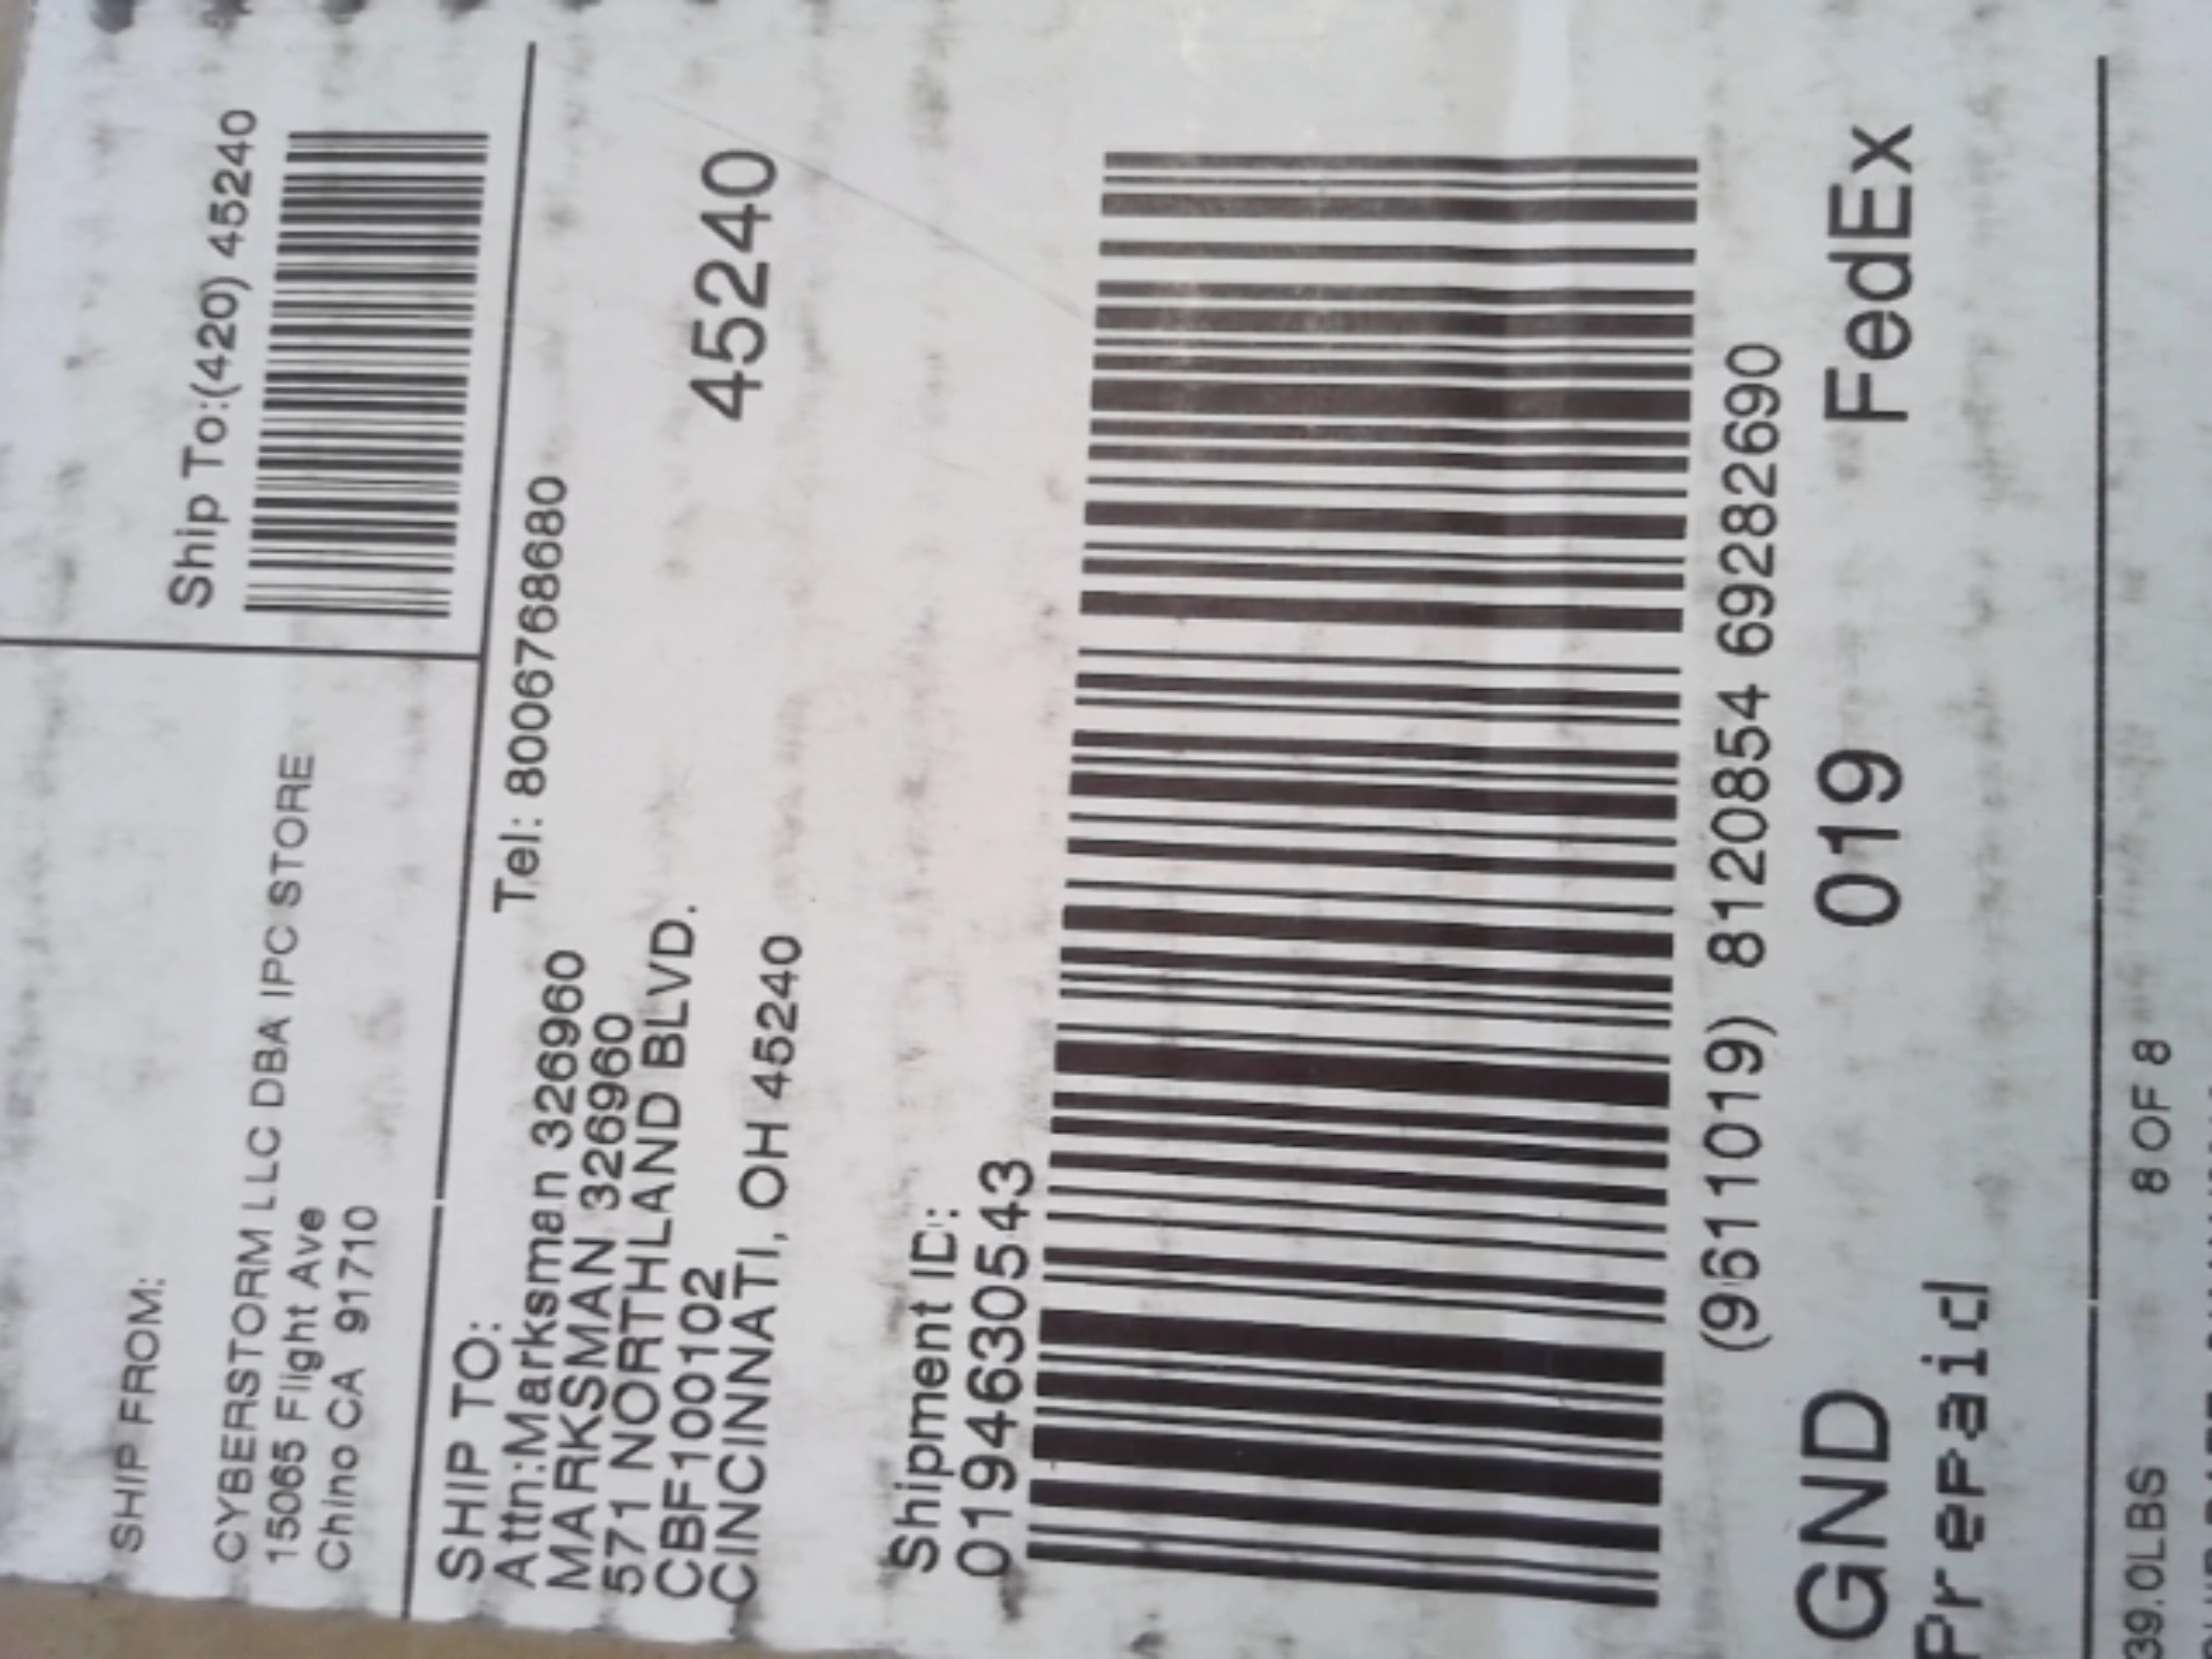 SHIP FROM:
CYBERSTORM LLC DBA IPC STORE
15065 Flight Ave
Chino CA 91710
Ship To:(420) 45240
SHIP TO:
Tel: 8006768680
Attn:Marksman 326960
MARKSMAN 326960
571 NORTHLAND BLVD.
CBF100102
CINCINNATI, OH 45240
45240
Shipment ID:
0194630543
(9611019) 8120854 69282690
GND 019 FedEx
Prepaid
39.0LBS 8 OF 8